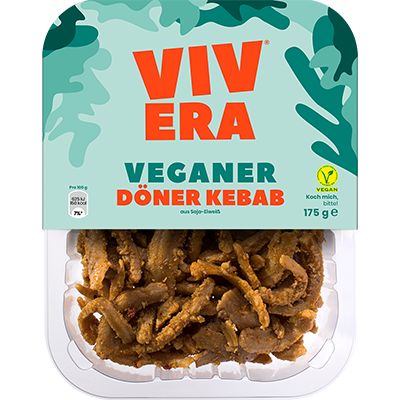 VIV
ERA®
VEGANER
DÖNER KEBAB
aus Soja-Eiweiß
Pro 100 g
7%*
VEGAN
Koch mich,
bitte!
175 g e